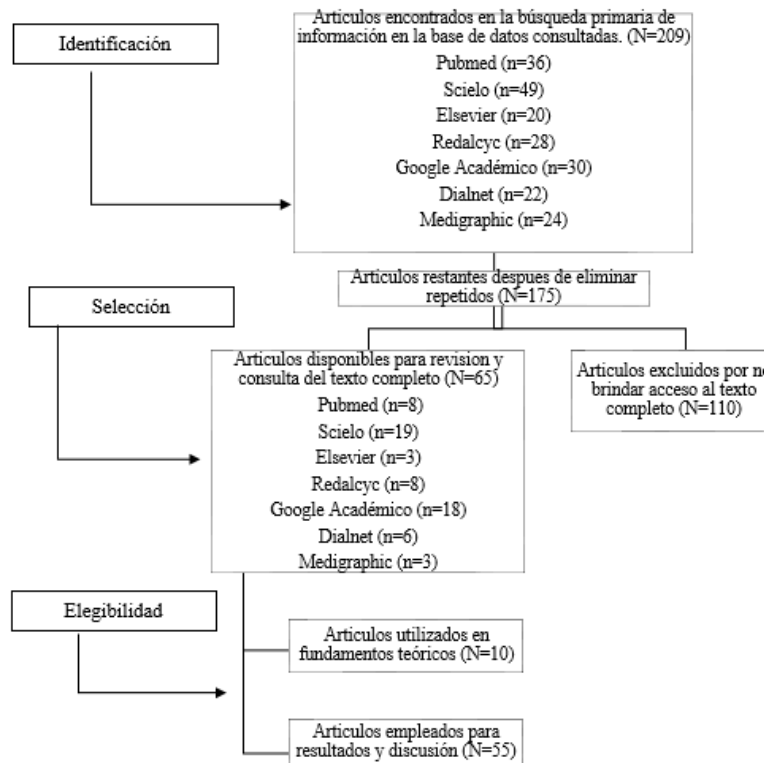 Identificación
Articulos encontrados en la búsqueda primaria de
información en la base de datos consultadas. (N=209)
Pubmed (n=36)
Scielo (n=49)
Elsevier (n=20)
Redalcyc (n=28)
Google Académico (n=30)
Dialnet (n=22)
Medigraphic (n=24)
Articulos restantes despues de eliminar
repetidos (N=175)
Selección
Articulos disponibles para revision y
consulta del texto completo (N=65)
Pubmed (n=8)
Scielo (n=19)
Elsevier (n=3)
Redalcyc (n=8)
Google Académico (n=18)
Dialnet (n=6)
Medigraphic (n=3)
Articulos excluidos por no
brindar acceso al texto
completo (N=110)
Elegibilidad
Articulos utilizados en
fundamentos teóricos (N=10)
Articulos empleados para
resultados y discusión (N=55)